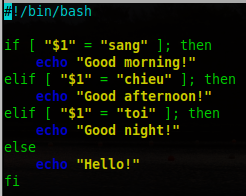 #!/bin/bash

if [ "$1" = "sang" ]; then
    echo "Good morning!"
elif [ "$1" = "chieu" ]; then
    echo "Good afternoon!"
elif [ "$1" = "toi" ]; then
    echo "Good night!"
else
    echo "Hello!"
fi